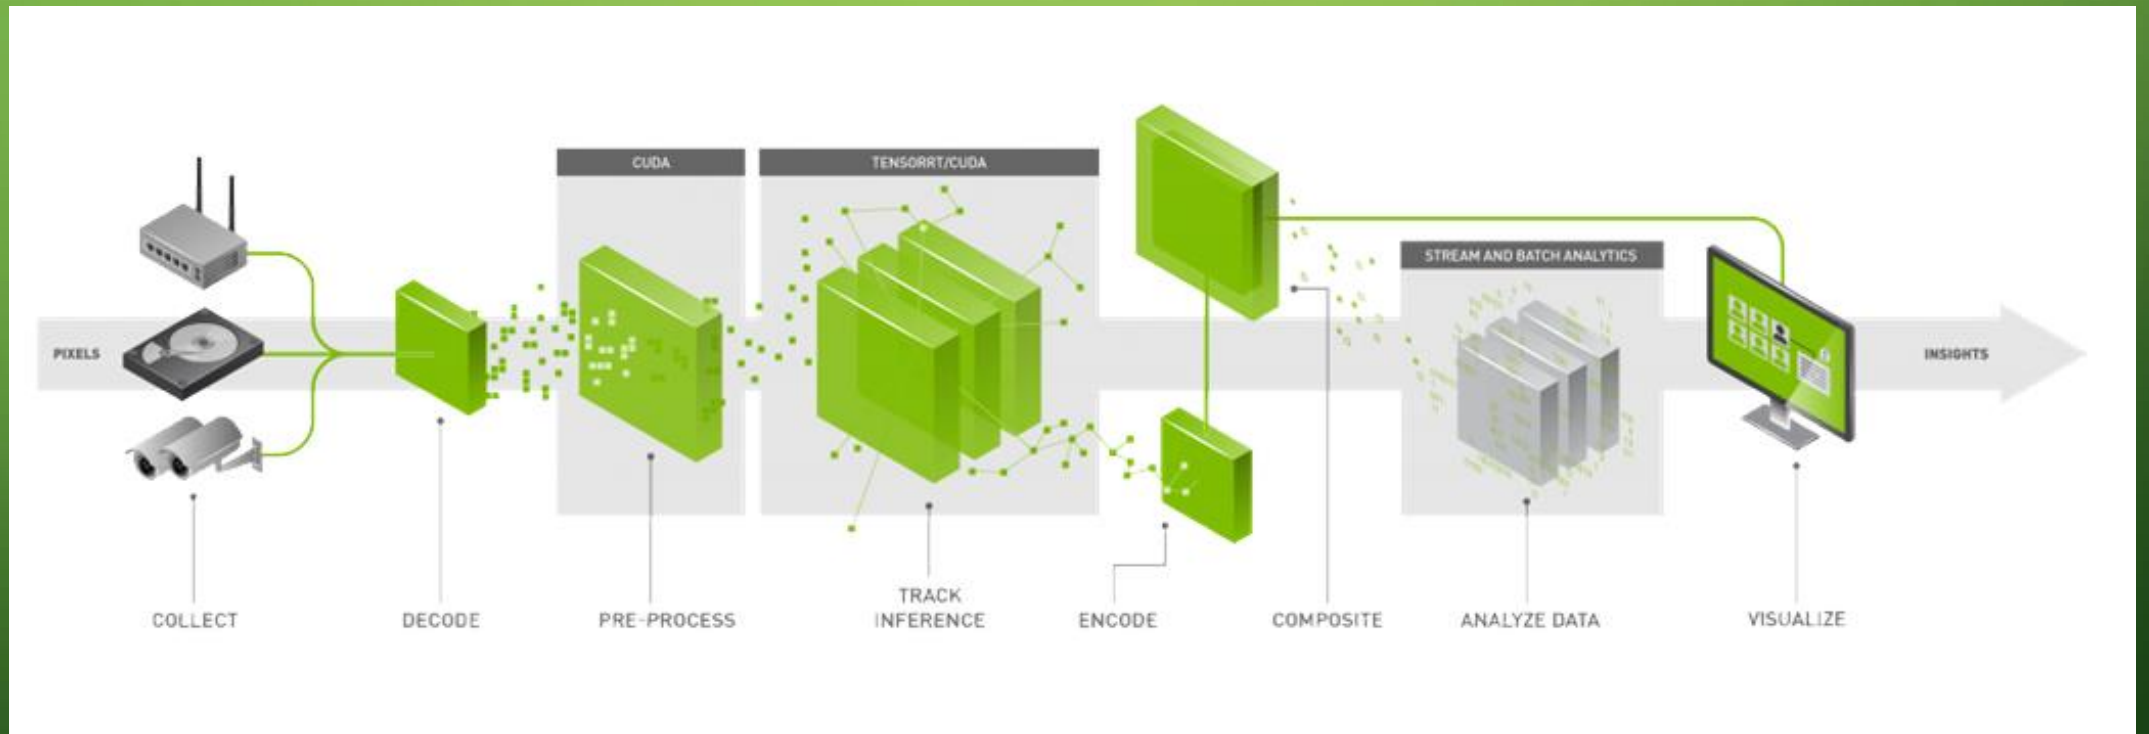 CUDA
TENSORRT/CUDA
STREAM AND BATCH ANALYTICS
PIXELS
INSIGHTS
COLLECT
DECODE
PRE-PROCESS
TRACK
INFERENCE
ENCODE
COMPOSITE
ANALYZE DATA
VISUALIZE